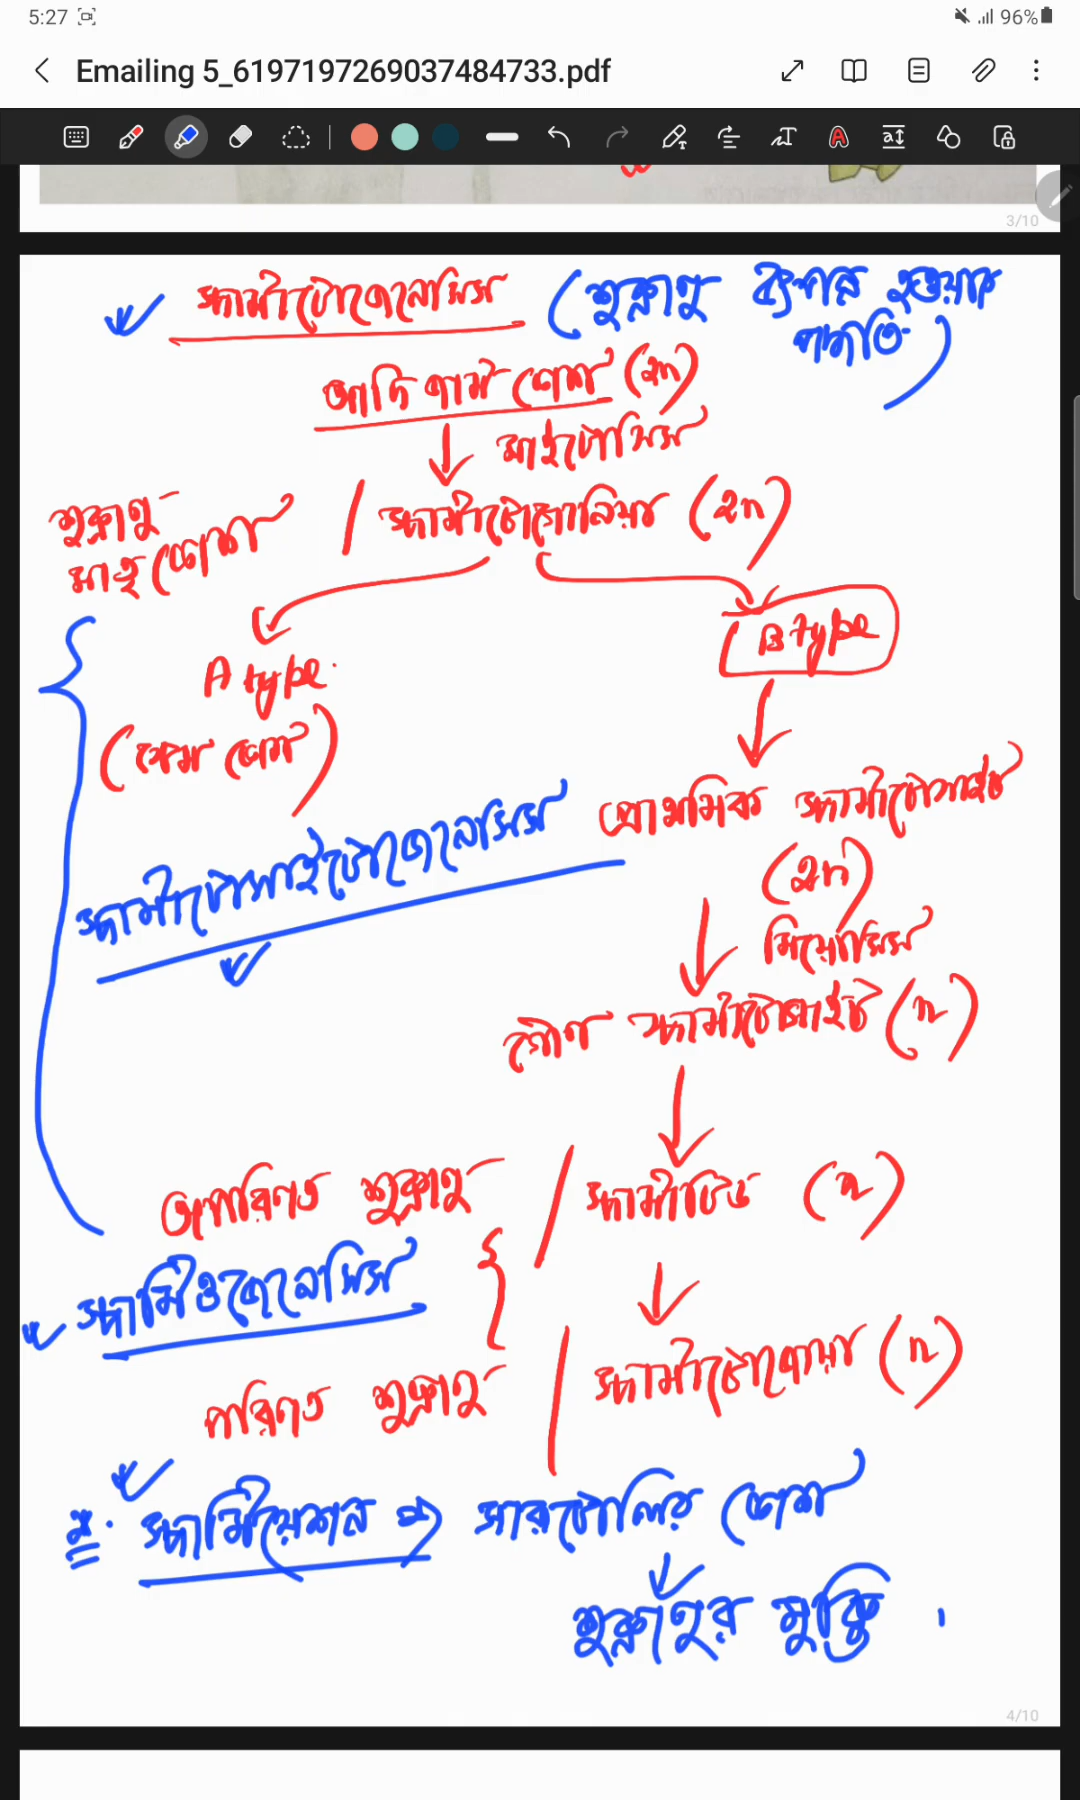 5:27
96%
Emailing 5_6197197269037484733.pdf
3/10
স্পার্মাটোজেনেসিস (শুক্রাণু উৎপন্ন হওয়ার
পদ্ধতি)
আদি জার্ম কোশ (2n)
মাইটোসিস
শুক্রাণু
মাতৃকোশ / স্পার্মাটোগোনিয়া (2n)
A type
B type
(স্টেম কোশ)
প্রাথমিক স্পার্মাটোসাইট
(2n)
স্পার্মাটোসাইটোজেনেসিস
মিয়োসিস
গৌণ স্পার্মাটোসাইট (n)
অপরিণত শুক্রাণু / স্পার্মাটিড (n)
স্পার্মিওজেনেসিস
পরিণত শুক্রাণু / স্পার্মাটোজোয়া (n)
* স্পার্মিয়েশন ⇒ সারটোলির কোশ
শুক্রাণুর মুক্তি
4/10